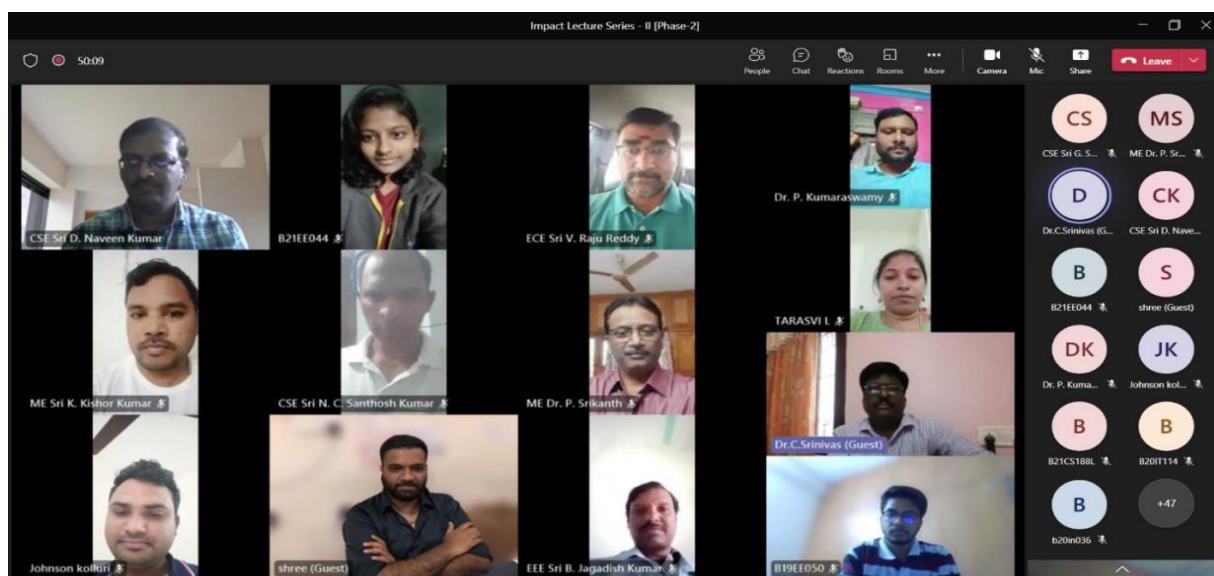 Impact Lecture Series - II [Phase-2]
50:09
People
Chat
Reactions
Rooms
More
Camera
Mic
Share
Leave
CSE Sri D. Naveen Kumar
B21EE044
ECE Sri V. Raju Reddy
Dr. P. Kumaraswamy
TARASVI L
ME Sri K. Kishor Kumar
CSE Sri N. C. Santhosh Kumar
ME Dr. P. Srikanth
Dr.C.Srinivas (Guest)
Johnson kolluri
shree (Guest)
EEE Sri B. Jagadish Kumar
B19EE050
CS
MS
CSE Sri G. S...
ME Dr. P. Sr...
D
CK
Dr.C.Srinivas (G...
CSE Sri D. Nave...
B
S
B21EE044
shree (Guest)
DK
JK
Dr. P. Kuma...
Johnson kol...
B
B
B21CS188L
B20IT114
B
+47
b20in036